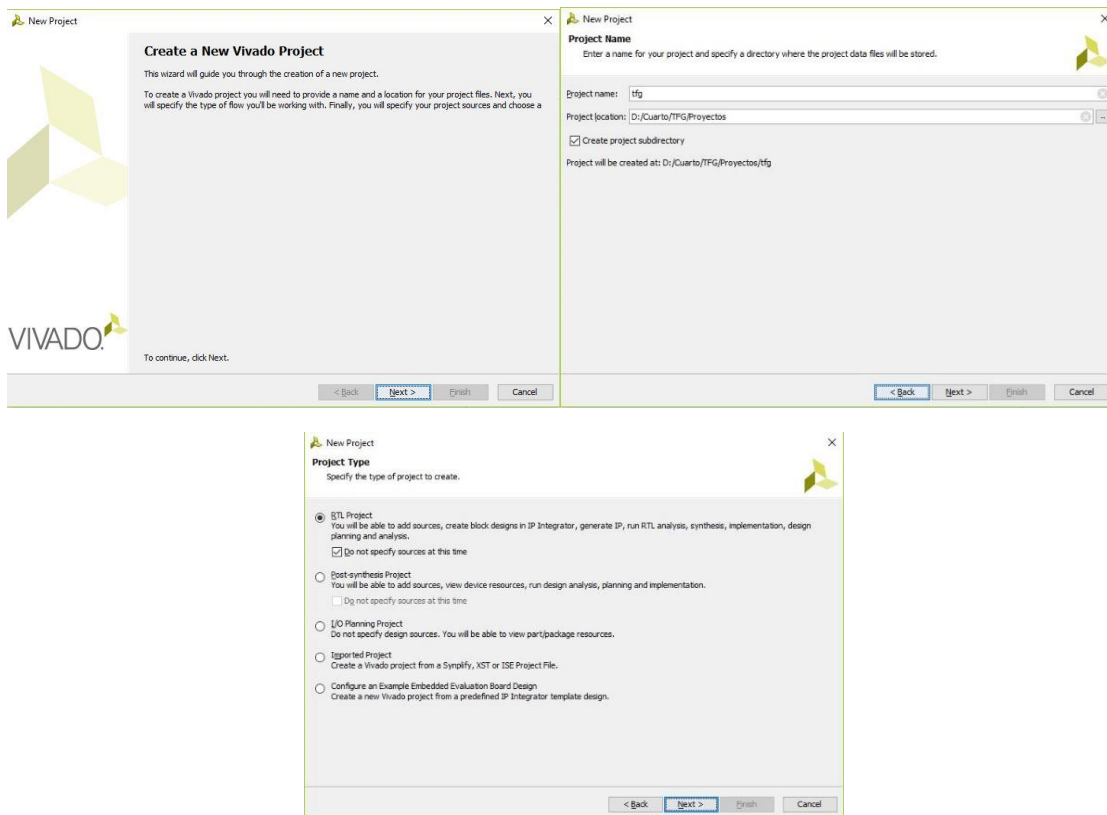 New Project
Create a New Vivado Project
This wizard will guide you through the creation of a new project.
To create a Vivado project you will need to provide a name and a location for your project files. Next, you
will specify the type of flow you'll be working with. Finally, you will specify your project sources and choose a
VIVADO.
To continue, click Next.
< Back Next > Finish Cancel
New Project
Project Name
Enter a name for your project and specify a directory where the project data files will be stored.
Project name: tfg
Project location: D:/Cuarto/TFG/Proyectos
Create project subdirectory
Project will be created at: D:/Cuarto/TFG/Proyectos/tfg
< Back Next > Finish Cancel
New Project
Project Type
Specify the type of project to create.
RTL Project
You will be able to add sources, create block designs in IP Integrator, generate IP, run RTL analysis, synthesis, implementation, design
planning and analysis.
Do not specify sources at this time
Post-synthesis Project
You will be able to add sources, view device resources, run design analysis, planning and implementation.
Do not specify sources at this time
I/O Planning Project
Do not specify design sources. You will be able to view part/package resources.
Imported Project
Create a Vivado project from a Synplify, XST or ISE Project File.
Configure an Example Embedded Evaluation Board Design
Create a new Vivado project from a predefined IP Integrator template design.
< Back Next > Finish Cancel